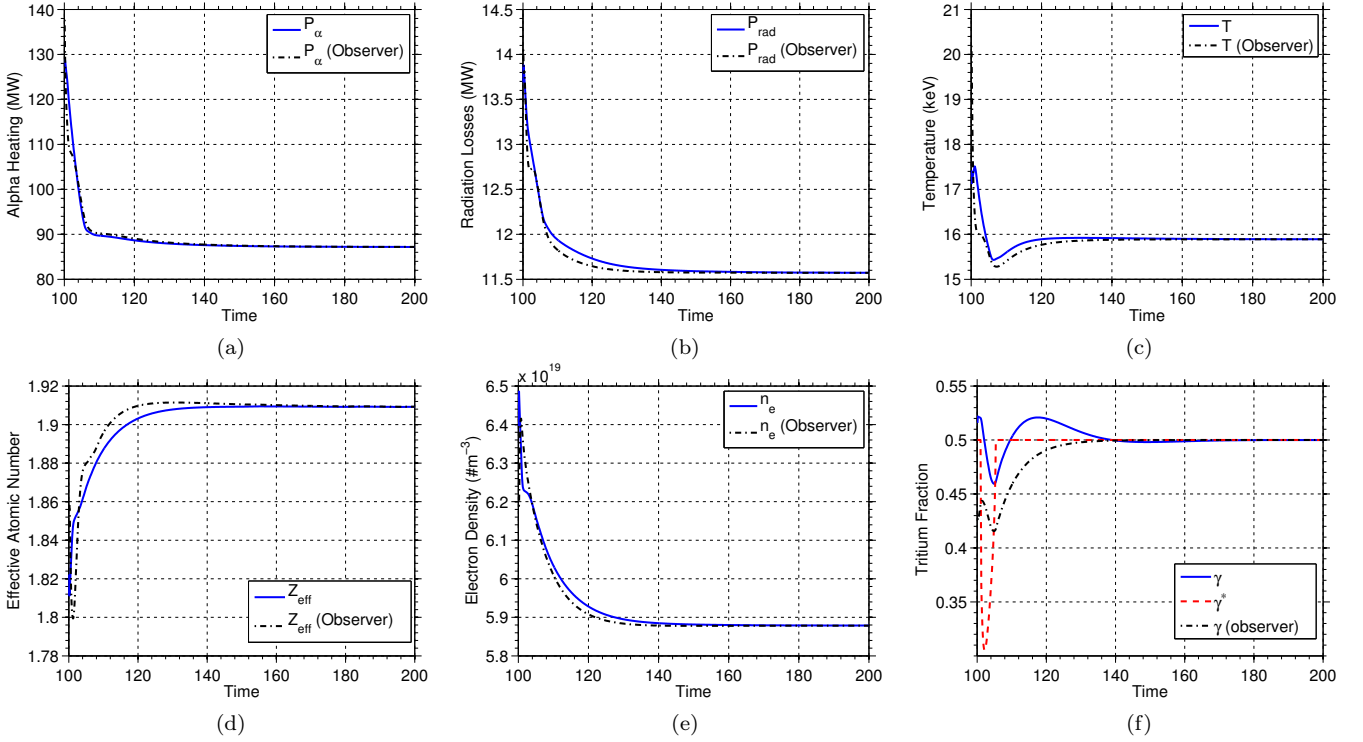 140
130
120
110
100
90
80
Alpha Heating (MW)
P_α
P_α (Observer)
100 120 140 160 180 200
Time
(a)
14.5
14
13.5
13
12.5
12
11.5
Radiation Losses (MW)
P_rad
P_rad (Observer)
100 120 140 160 180 200
Time
(b)
21
20
19
18
17
16
15
Temperature (keV)
T
T (Observer)
100 120 140 160 180 200
Time
(c)
1.92
1.9
1.88
1.86
1.84
1.82
1.8
1.78
Effective Atomic Number
Z_eff
Z_eff (Observer)
100 120 140 160 180 200
Time
(d)
x 10^19
6.5
6.4
6.3
6.2
6.1
6
5.9
5.8
Electron Density (#m^−3)
n_e
n_e (Observer)
100 120 140 160 180 200
Time
(e)
0.55
0.5
0.45
0.4
0.35
Tritium Fraction
γ
γ^*
γ (observer)
100 120 140 160 180 200
Time
(f)